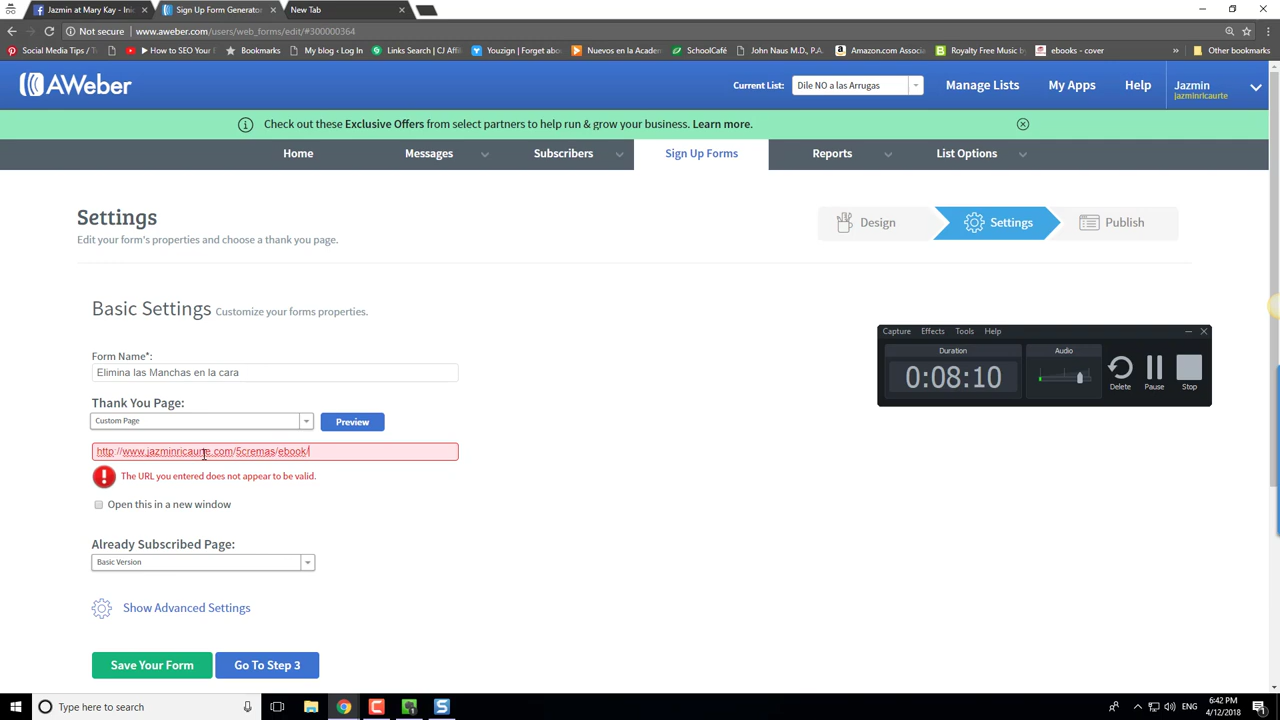 Jazmin at Mary Kay - Inic
Sign Up Form Generator
New Tab
Not secure
www.aweber.com/users/web_forms/edit/#300000364
Social Media Tips / T
► How to SEO Your
Bookmarks
My blog ‹ Log In
Links Search | CJ Affil
Youzign | Forget abo
Nuevos en la Acade
SchoolCafé
John Naus M.D., P.A.
Amazon.com Associa
Royalty Free Music b
ebooks - cover
»
Other bookmarks
AWeber
Current List:
Dile NO a las Arrugas
Manage Lists
My Apps
Help
Jazmin
jazminricaurte
Check out these Exclusive Offers from select partners to help run & grow your business. Learn more.
Home
Messages
Subscribers
Sign Up Forms
Reports
List Options
Settings
Edit your form's properties and choose a thank you page.
Design
Settings
Publish
Basic Settings Customize your forms properties.
Form Name*:
Elimina las Manchas en la cara
Thank You Page:
Custom Page
Preview
http://www.jazminricaurte.com/5cremas/ebook/
The URL you entered does not appear to be valid.
Open this in a new window
Already Subscribed Page:
Basic Version
Show Advanced Settings
Save Your Form
Go To Step 3
Capture
Effects
Tools
Help
Duration
Audio
0:08:10
Delete
Pause
Stop
Type here to search
ENG
6:42 PM
4/12/2018